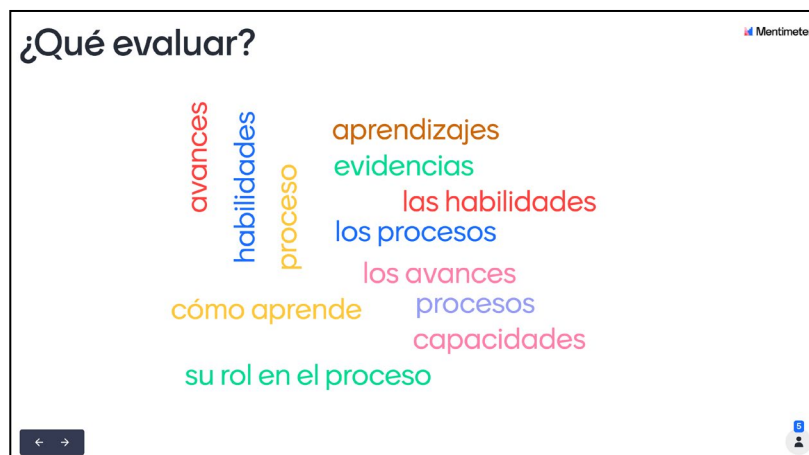 ¿Qué evaluar?
Mentimeter
avances
habilidades
proceso
aprendizajes
evidencias
las habilidades
los procesos
los avances
procesos
cómo aprende
capacidades
su rol en el proceso
5